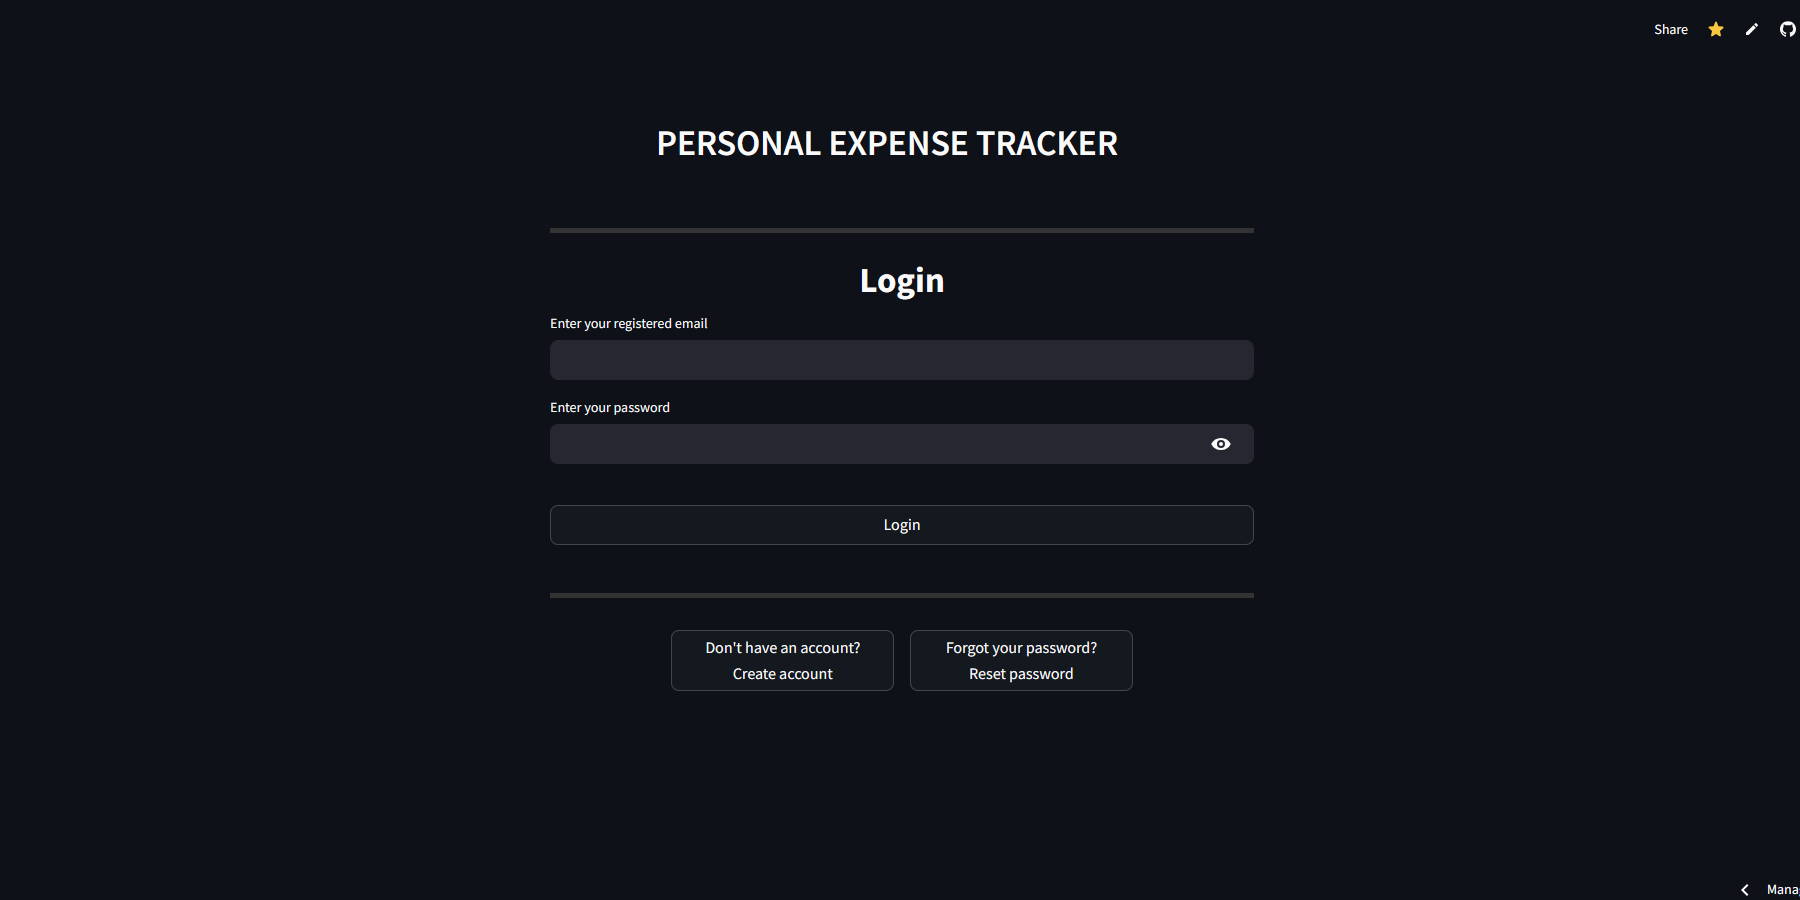 Share
PERSONAL EXPENSE TRACKER
Login
Enter your registered email
Enter your password
Login
Don't have an account?
Create account
Forgot your password?
Reset password
Mana